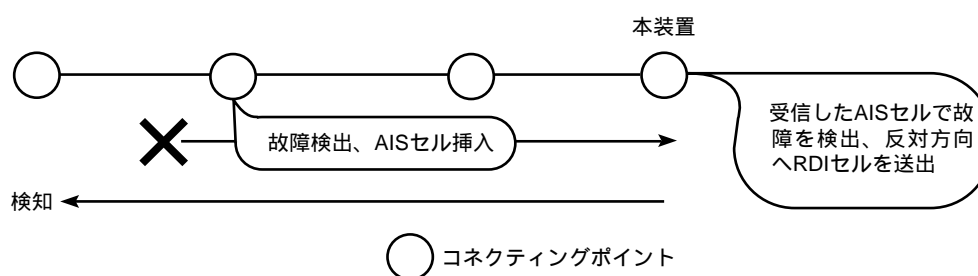 本装置
故障検出、AISセル挿入
受信したAISセルで故
障を検出、反対方向
へRDIセルを送出
検知
コネクティングポイント